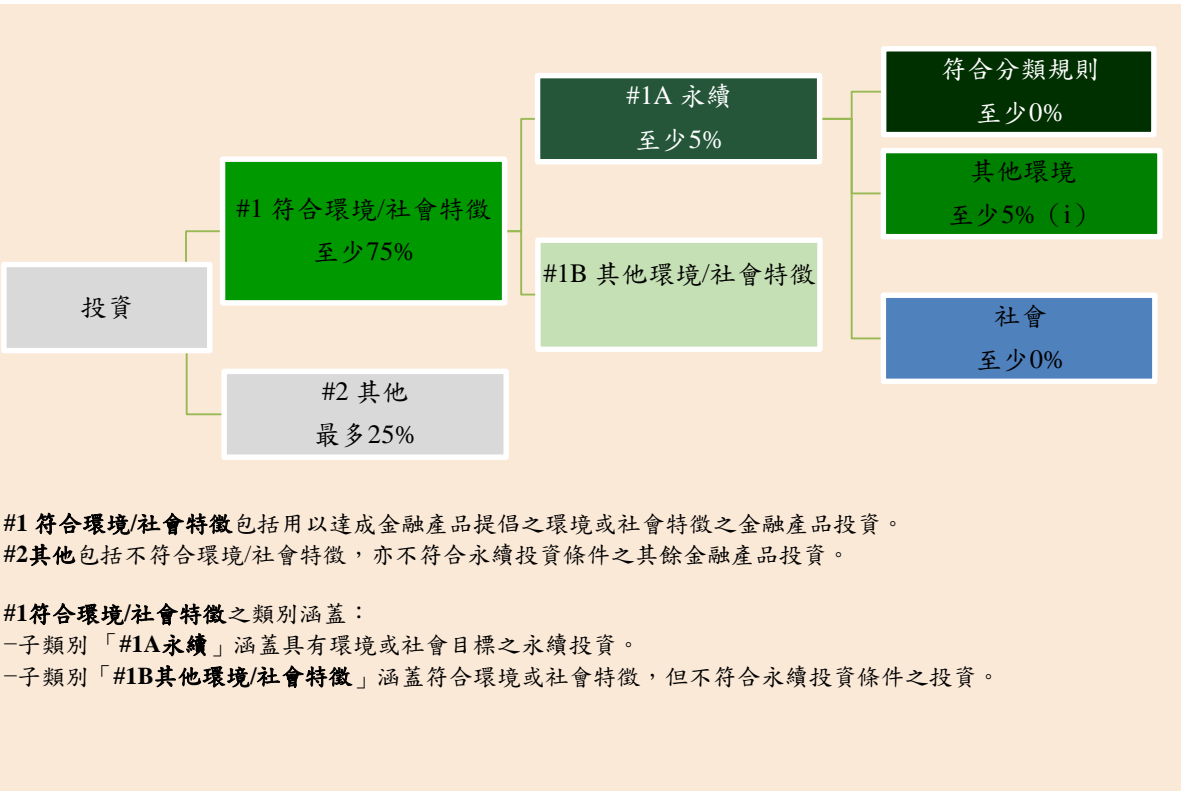 投資
#1 符合環境/社會特徵
至少75%
#2 其他
最多25%
#1A 永續
至少5%
#1B 其他環境/社會特徵
符合分類規則
至少0%
其他環境
至少5%（i）
社會
至少0%
#1 符合環境/社會特徵包括用以達成金融產品提倡之環境或社會特徵之金融產品投資。
#2其他包括不符合環境/社會特徵，亦不符合永續投資條件之其餘金融產品投資。
#1符合環境/社會特徵之類別涵蓋：
−子類別「#1A永續」涵蓋具有環境或社會目標之永續投資。
−子類別「#1B其他環境/社會特徵」涵蓋符合環境或社會特徵，但不符合永續投資條件之投資。